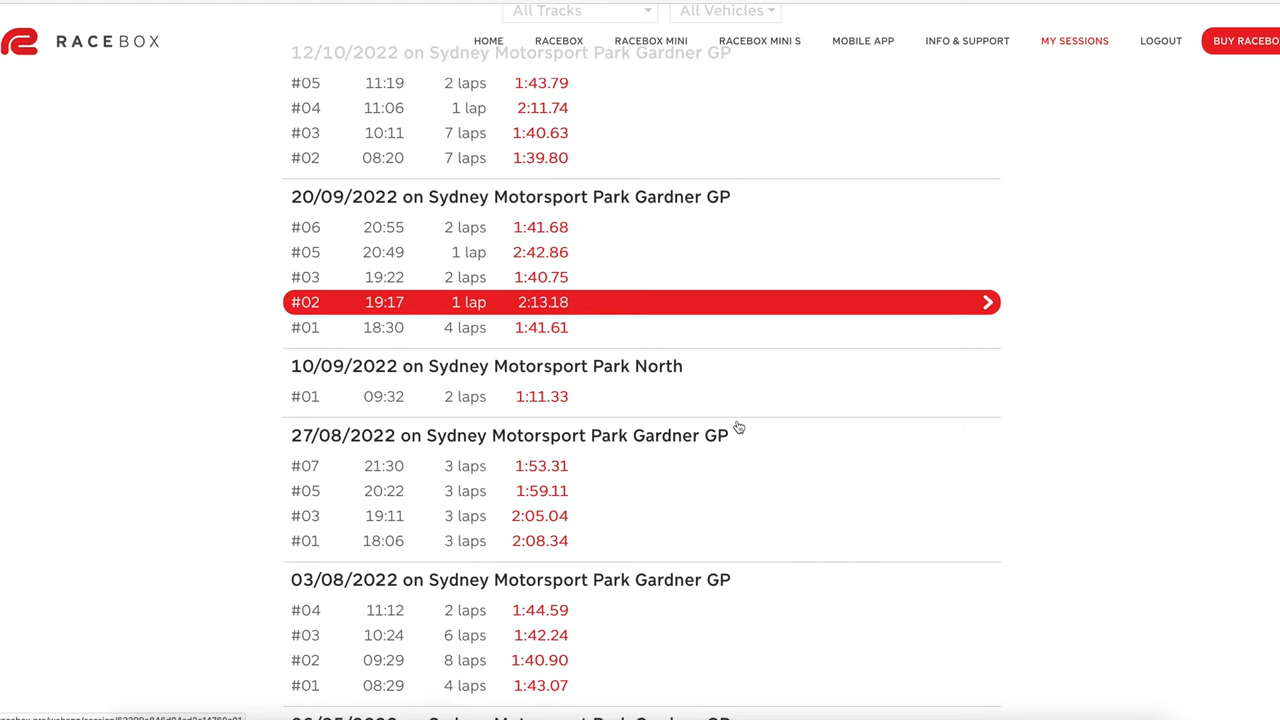 All Tracks All Vehicles
RACEBOX HOME RACEBOX RACEBOX MINI RACEBOX MINI S MOBILE APP INFO & SUPPORT MY SESSIONS LOGOUT BUY RACEBO
12/10/2022 on Sydney Motorsport Park Gardner GP
#05 11:19 2 laps 1:43.79
#04 11:06 1 lap 2:11.74
#03 10:11 7 laps 1:40.63
#02 08:20 7 laps 1:39.80
20/09/2022 on Sydney Motorsport Park Gardner GP
#06 20:55 2 laps 1:41.68
#05 20:49 1 lap 2:42.86
#03 19:22 2 laps 1:40.75
#02 19:17 1 lap 2:13.18
#01 18:30 4 laps 1:41.61
10/09/2022 on Sydney Motorsport Park North
#01 09:32 2 laps 1:11.33
27/08/2022 on Sydney Motorsport Park Gardner GP
#07 21:30 3 laps 1:53.31
#05 20:22 3 laps 1:59.11
#03 19:11 3 laps 2:05.04
#01 18:06 3 laps 2:08.34
03/08/2022 on Sydney Motorsport Park Gardner GP
#04 11:12 2 laps 1:44.59
#03 10:24 6 laps 1:42.24
#02 09:29 8 laps 1:40.90
#01 08:29 4 laps 1:43.07